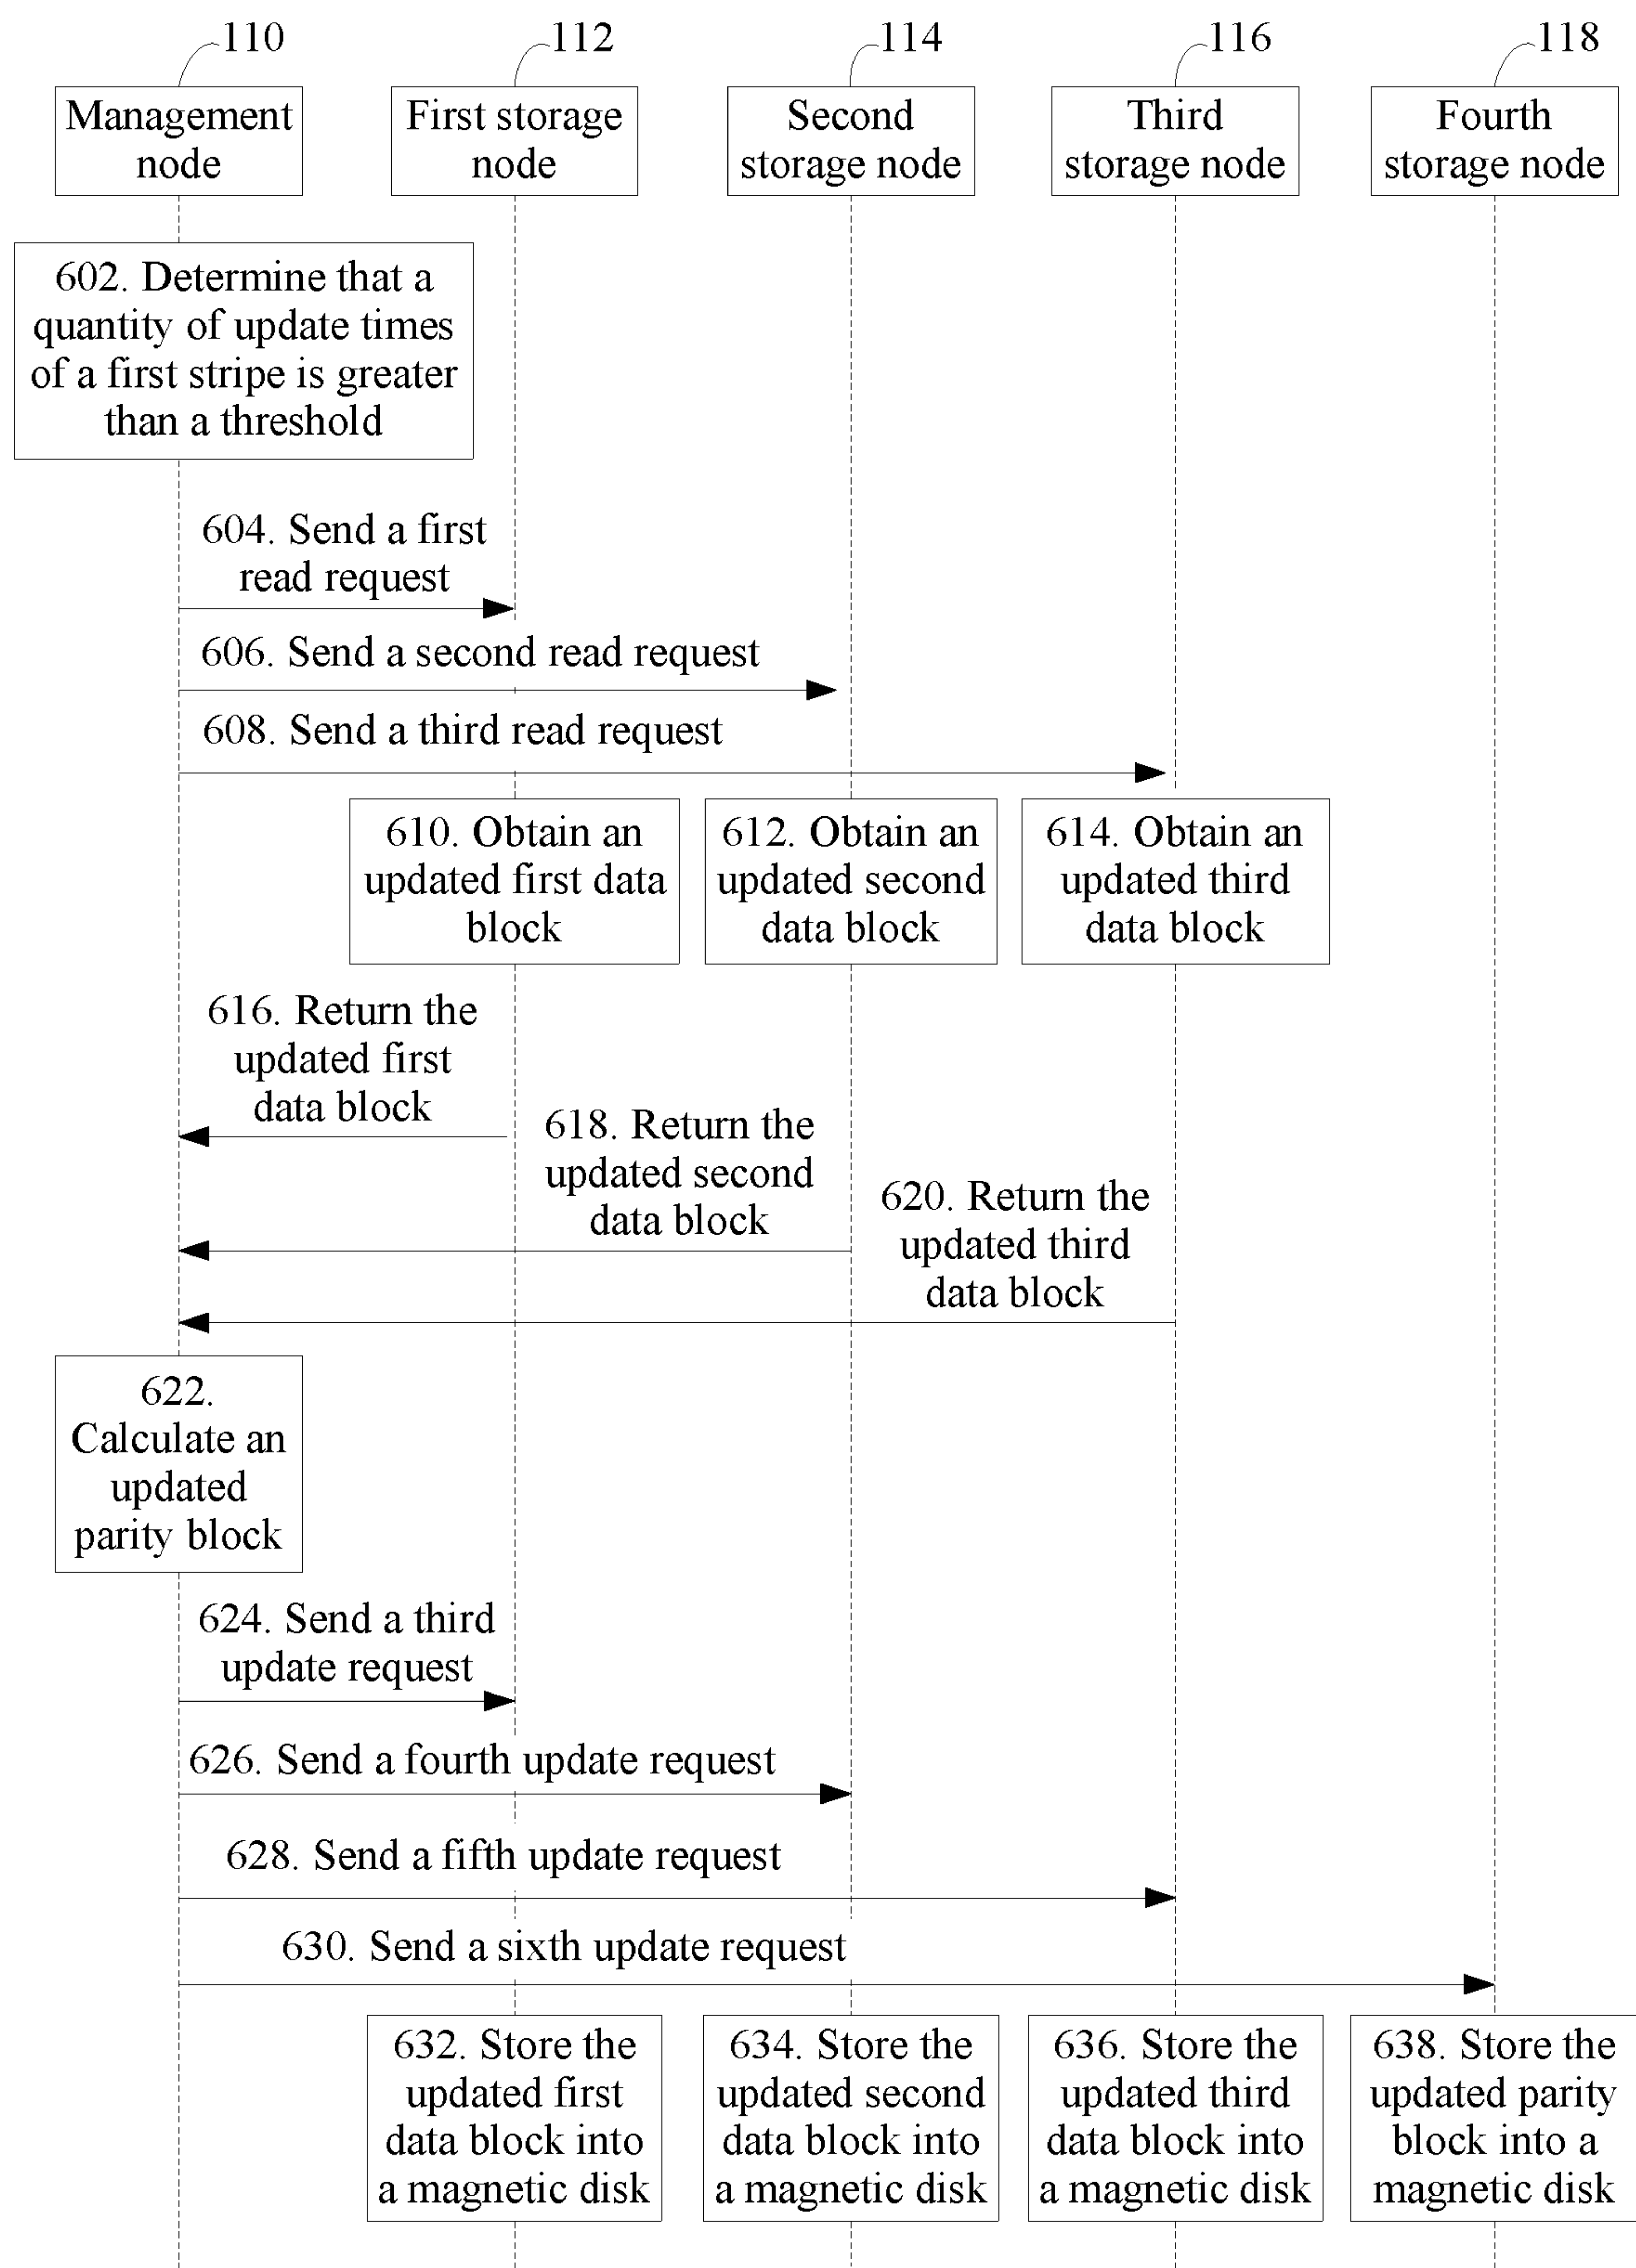 110
112
114
116
118
Management
node
First storage
node
Second
storage node
Third
storage node
Fourth
storage node
602. Determine that a
quantity of update times
of a first stripe is greater
than a threshold
604. Send a first
read request
606. Send a second read request
608. Send a third read request
610. Obtain an
updated first data
block
612. Obtain an
updated second
data block
614. Obtain an
updated third
data block
616. Return the
updated first
data block
618. Return the
updated second
data block
620. Return the
updated third
data block
622.
Calculate an
updated
parity block
624. Send a third
update request
626. Send a fourth update request
628. Send a fifth update request
630. Send a sixth update request
632. Store the
updated first
data block into
a magnetic disk
634. Store the
updated second
data block into
a magnetic disk
636. Store the
updated third
data block into
a magnetic disk
638. Store the
updated parity
block into a
magnetic disk